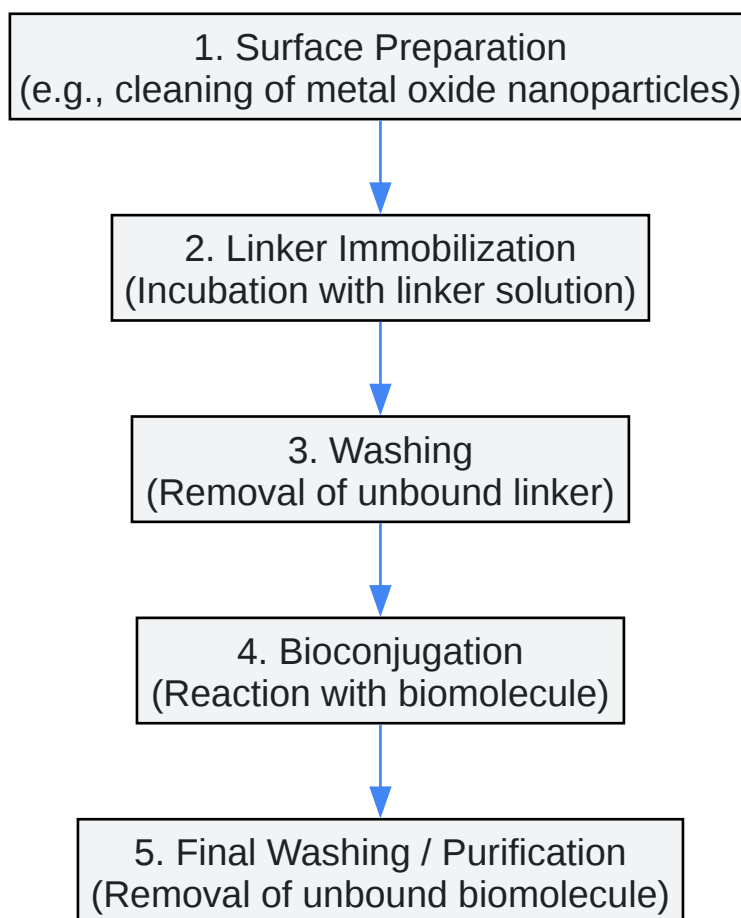 1. Surface Preparation
(e.g., cleaning of metal oxide nanoparticles)
2. Linker Immobilization
(Incubation with linker solution)
3. Washing
(Removal of unbound linker)
4. Bioconjugation
(Reaction with biomolecule)
5. Final Washing / Purification
(Removal of unbound biomolecule)